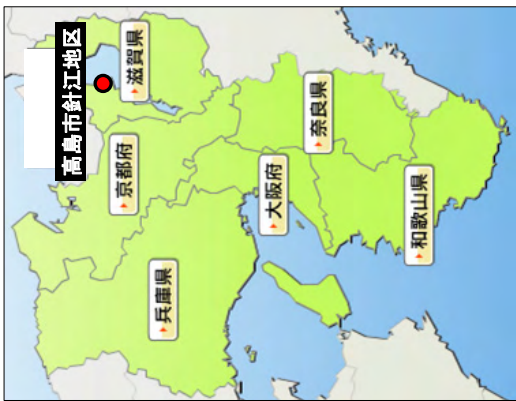 高島市針江地区
滋賀県
京都府
兵庫県
大阪府
奈良県
和歌山県